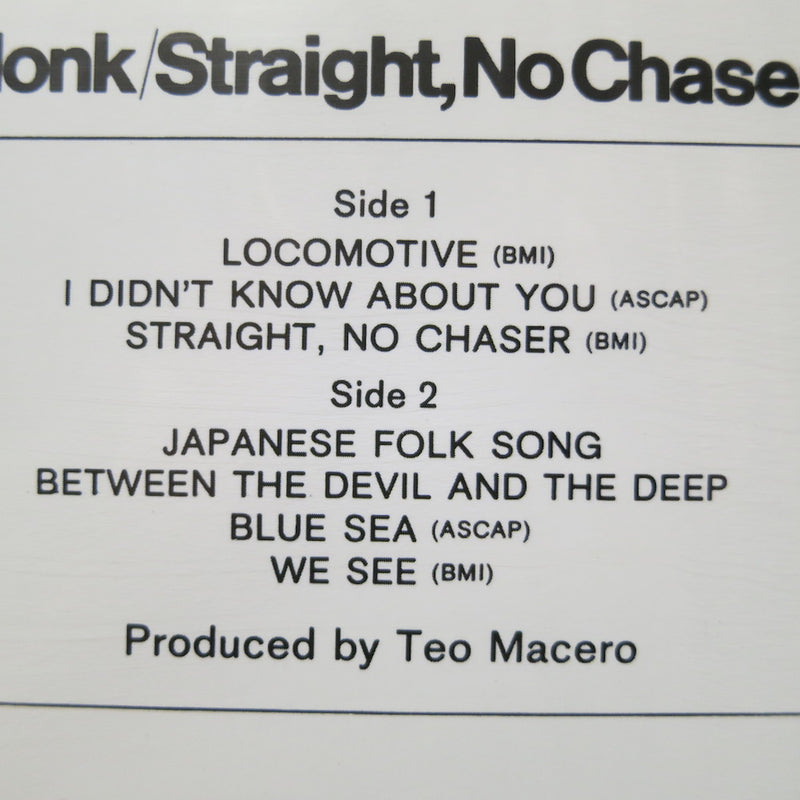 lonk/Straight, No Chase
Side 1
LOCOMOTIVE (BMI)
I DIDN'T KNOW ABOUT YOU (ASCAP)
STRAIGHT, NO CHASER (BMI)
Side 2
JAPANESE FOLK SONG
BETWEEN THE DEVIL AND THE DEEP
BLUE SEA (ASCAP)
WE SEE (BMI)
Produced by Teo Macero